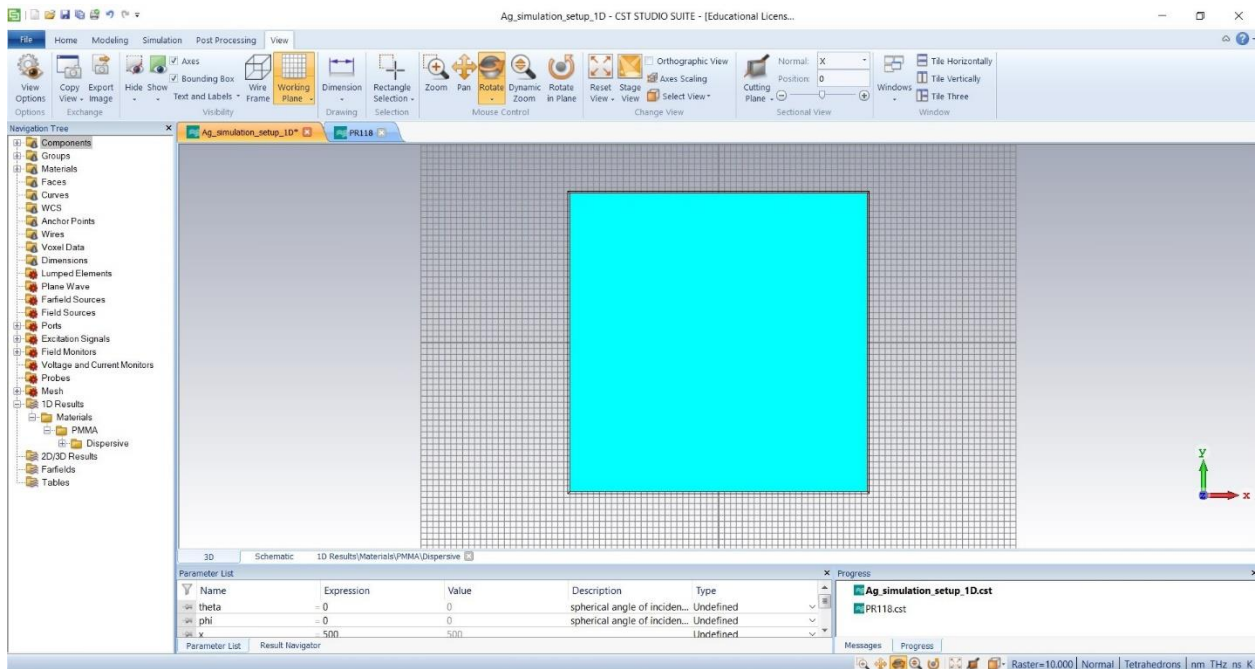 Ag_simulation_setup_1D - CST STUDIO SUITE - [Educational Licens...
File Home Modeling Simulation Post Processing View
Axes
Bounding Box
Text and Labels
View Options
Copy View
Export Image
Hide
Show
Wire Frame
Working Plane
Dimension
Rectangle Selection
Zoom
Pan
Rotate
Dynamic Zoom
Rotate in Plane
Reset View
Stage View
Orthographic View
Axes Scaling
Select View
Cutting Plane
Normal: X
Position: 0
Windows
Tile Horizontally
Tile Vertically
Tile Three
Options Exchange Visibility Drawing Selection Mouse Control Change View Sectional View Window
Navigation Tree
Ag_simulation_setup_1D* PR118
Components
Groups
Materials
Faces
Curves
WCS
Anchor Points
Wires
Voxel Data
Dimensions
Lumped Elements
Plane Wave
Farfield Sources
Field Sources
Ports
Excitation Signals
Field Monitors
Voltage and Current Monitors
Probes
Mesh
1D Results
Materials
PMMA
Dispersive
2D/3D Results
Farfields
Tables
y
x
3D Schematic 1D Results\Materials\PMMA\Dispersive
Parameter List
Name Expression Value Description Type
theta = 0 0 spherical angle of inciden... Undefined
phi = 0 0 spherical angle of inciden... Undefined
x = 500 500 Undefined
Parameter List Result Navigator
Progress
Ag_simulation_setup_1D.cst
PR118.cst
Messages Progress
Raster=10.000 Normal Tetrahedrons nm THz ns K